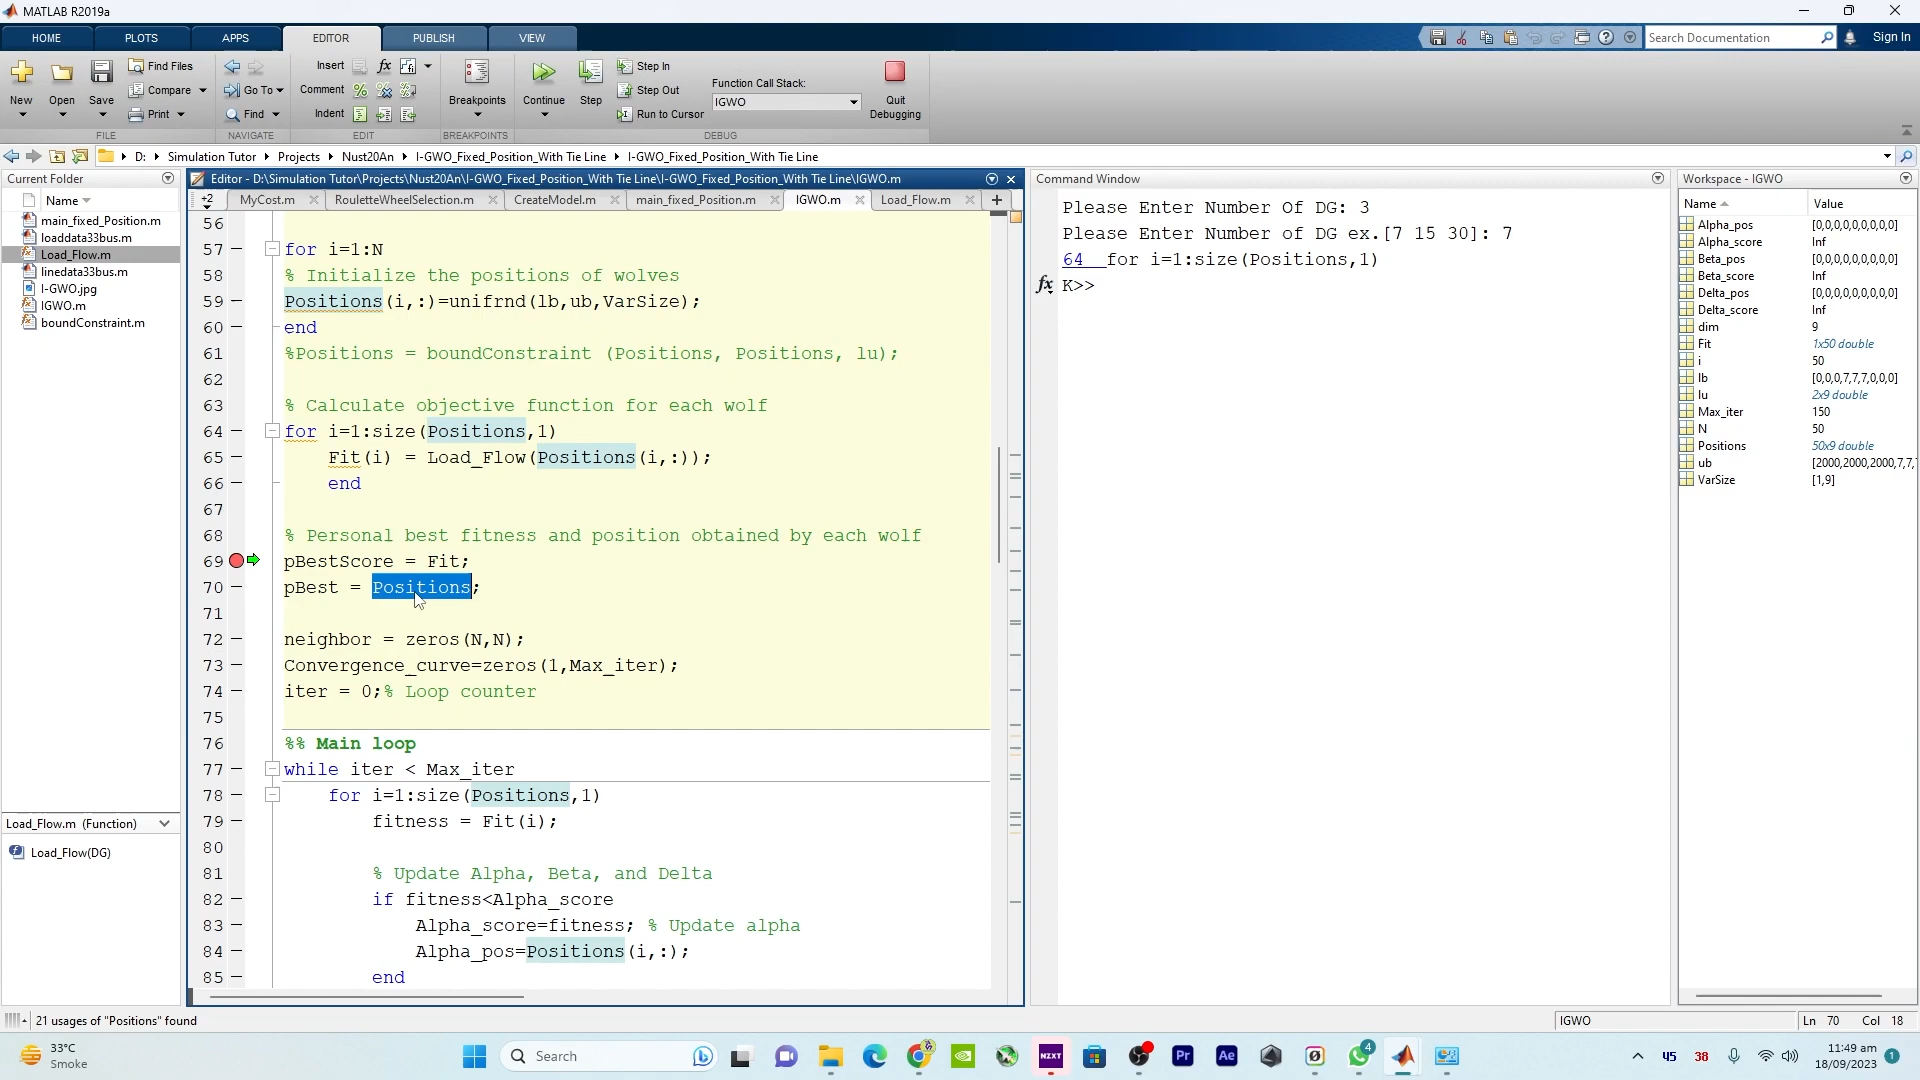 MATLAB R2019a
HOME PLOTS APPS EDITOR PUBLISH VIEW
Search Documentation
Sign In
New
Open
Save
Find Files
Compare
Print
FILE
Go To
Find
NAVIGATE
Insert
Comment
Indent
EDIT
Breakpoints
BREAKPOINTS
Continue
Step
Step In
Step Out
Run to Cursor
Function Call Stack:
IGWO
Quit Debugging
DEBUG
D: Simulation Tutor Projects Nust20An I-GWO_Fixed_Position_With Tie Line I-GWO_Fixed_Position_With Tie Line
Current Folder
Name
main_fixed_Position.m
loaddata33bus.m
Load_Flow.m
linedata33bus.m
I-GWO.jpg
IGWO.m
boundConstraint.m
Load_Flow.m (Function)
Load_Flow(DG)
Editor - D:\Simulation Tutor\Projects\Nust20An\I-GWO_Fixed_Position_With Tie Line\I-GWO_Fixed_Position_With Tie Line\IGWO.m
+2 MyCost.m RouletteWheelSelection.m CreateModel.m main_fixed_Position.m IGWO.m Load_Flow.m
56
57 for i=1:N
58 % Initialize the positions of wolves
59 Positions(i,:)=unifrnd(lb,ub,VarSize);
60 end
61 %Positions = boundConstraint (Positions, Positions, lu);
62
63 % Calculate objective function for each wolf
64 for i=1:size(Positions,1)
65 Fit(i) = Load_Flow(Positions(i,:));
66 end
67
68 % Personal best fitness and position obtained by each wolf
69 pBestScore = Fit;
70 pBest = Positions;
71
72 neighbor = zeros(N,N);
73 Convergence_curve=zeros(1,Max_iter);
74 iter = 0;% Loop counter
75
76 %% Main loop
77 while iter < Max_iter
78 for i=1:size(Positions,1)
79 fitness = Fit(i);
80
81 % Update Alpha, Beta, and Delta
82 if fitness<Alpha_score
83 Alpha_score=fitness; % Update alpha
84 Alpha_pos=Positions(i,:);
85 end
Command Window
Please Enter Number Of DG: 3
Please Enter Number of DG ex.[7 15 30]: 7
64 for i=1:size(Positions,1)
fx K>>
Workspace - IGWO
Name Value
Alpha_pos [0,0,0,0,0,0,0,0,0]
Alpha_score Inf
Beta_pos [0,0,0,0,0,0,0,0,0]
Beta_score Inf
Delta_pos [0,0,0,0,0,0,0,0,0]
Delta_score Inf
dim 9
Fit 1x50 double
i 50
lb [0,0,0,7,7,7,0,0,0]
lu 2x9 double
Max_iter 150
N 50
Positions 50x9 double
ub [2000,2000,2000,7,7,
VarSize [1,9]
21 usages of "Positions" found
IGWO
Ln 70 Col 18
33°C
Smoke
Search
NZXT
Pr
Ae
4
45
38
11:49 am
18/09/2023
1